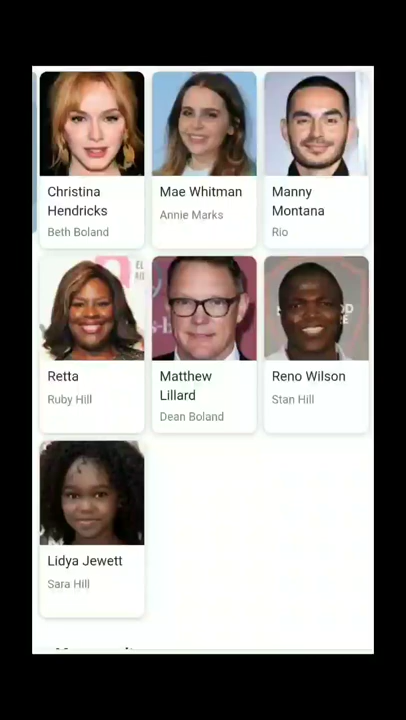 Christina
Hendricks
Beth Boland
Mae Whitman
Annie Marks
Manny
Montana
Rio
Retta
Ruby Hill
Matthew
Lillard
Dean Boland
Reno Wilson
Stan Hill
Lidya Jewett
Sara Hill